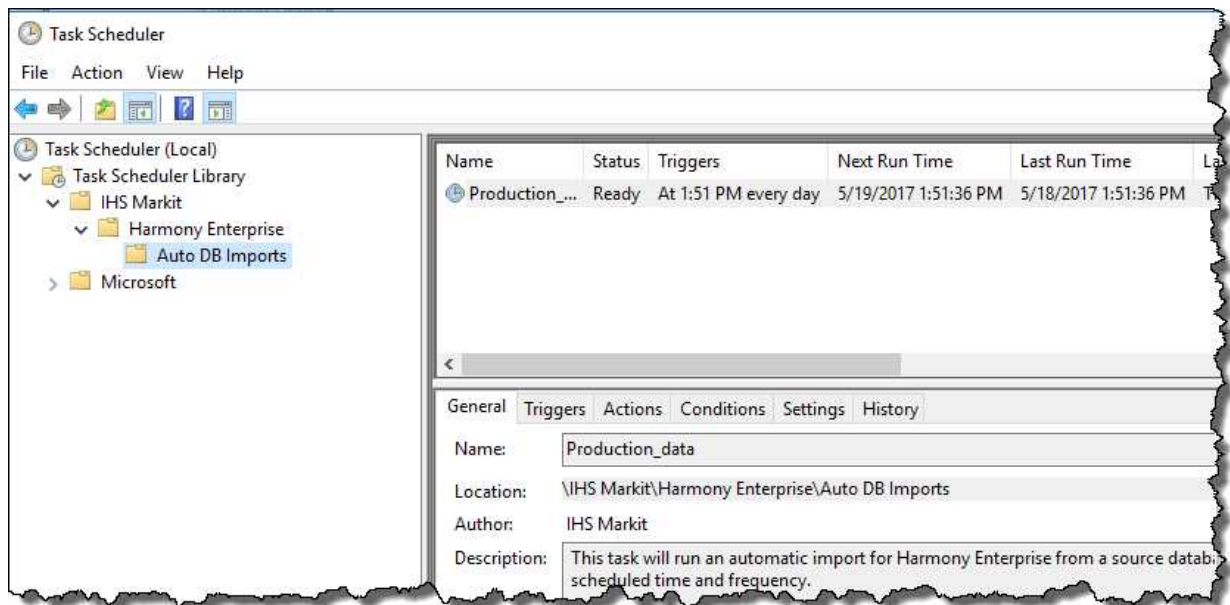 Task Scheduler
File Action View Help
Task Scheduler (Local)
Task Scheduler Library
IHS Markit
Harmony Enterprise
Auto DB Imports
Microsoft
Name Status Triggers Next Run Time Last Run Time
Production_... Ready At 1:51 PM every day 5/19/2017 1:51:36 PM 5/18/2017 1:51:36 PM
General Triggers Actions Conditions Settings History
Name: Production_data
Location: \IHS Markit\Harmony Enterprise\Auto DB Imports
Author: IHS Markit
Description: This task will run an automatic import for Harmony Enterprise from a source
scheduled time and frequency.